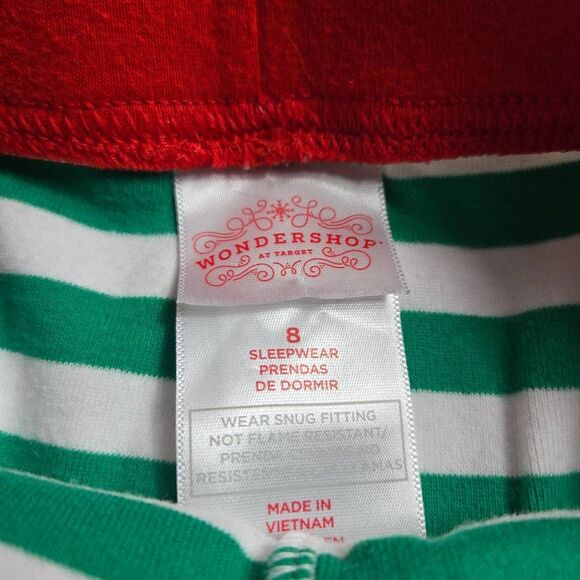 WONDERSHOP
AT TARGET
8
SLEEPWEAR
PRENDAS
DE DORMIR
WEAR SNUG FITTING
NOT FLAME RESISTANT/
MADE IN
VIETNAM